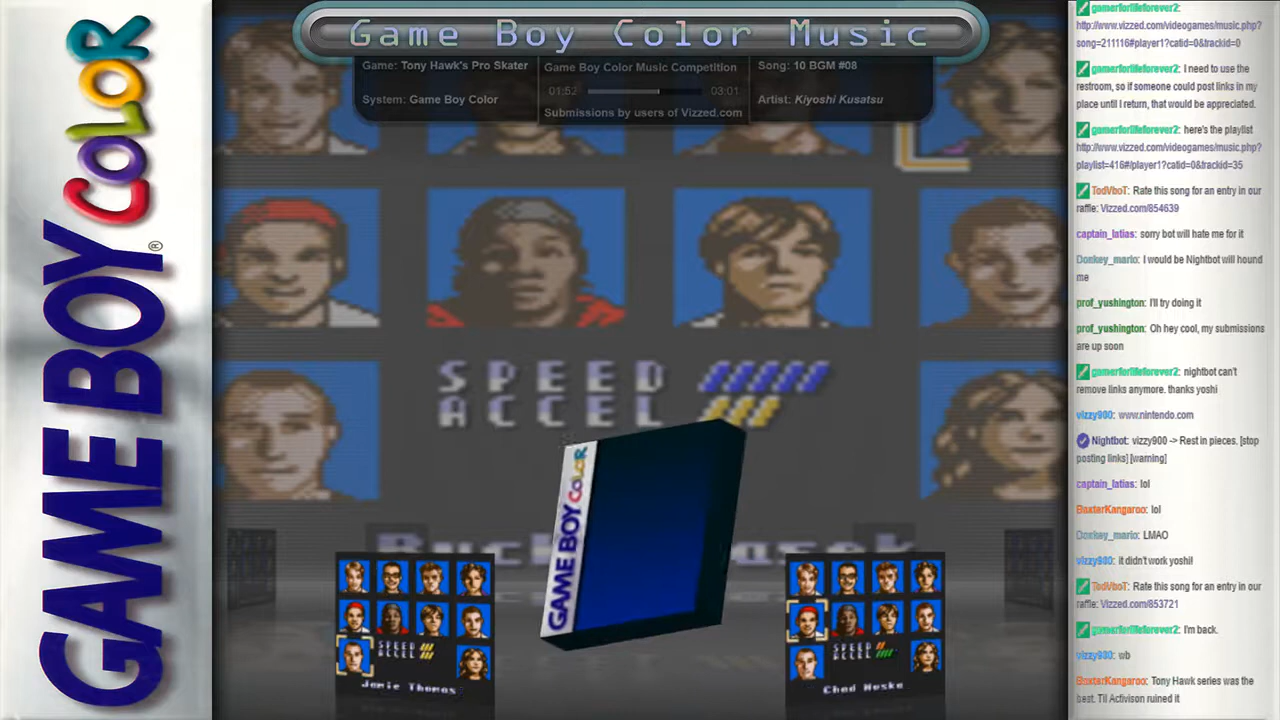 GAME BOY COLOR
®
Game Boy Color Music
Game: Tony Hawk's Pro Skater
System: Game Boy Color
Game Boy Color Music Competition
01:52
03:01
Submissions by users of Vizzed.com
Song: 10 BGM #08
Artist: Kiyoshi Kusatsu
SPEED
ACCEL
GAME BOY COLOR
SPEED
ACCEL
Jamie Thomas
SPEED
ACCEL
Chad Muska
gamerforlifeforever2:
http://www.vizzed.com/videogames/music.php?
song=211116#player1?catid=0&trackid=0
gamerforlifeforever2: I need to use the
restroom, so if someone could post links in my
place until I return, that would be appreciated.
gamerforlifeforever2: here's the playlist
http://www.vizzed.com/videogames/music.php?
playlist=418#/player1?catid=0&trackid=35
TodVboT: Rate this song for an entry in our
raffle: Vizzed.com/854639
captain_latias: sorry bot will hate me for it
Donkey_mario: I would be Nightbot will hound
me
prof_yushington: I'll try doing it
prof_yushington: Oh hey cool, my submissions
are up soon
gamerforlifeforever2: nightbot can't
remove links anymore. thanks yoshi
vizzy900: www.nintendo.com
Nightbot: vizzy900 -> Rest in pieces. [stop
posting links] [warning]
captain_latias: lol
BaxterKangaroo: lol
Donkey_mario: LMAO
vizzy900: it didn't work yoshi!
TodVboT: Rate this song for an entry in our
raffle: Vizzed.com/853721
gamerforlifeforever2: I'm back.
vizzy900: wb
BaxterKangaroo: Tony Hawk series was the
best. Til Activison ruined it